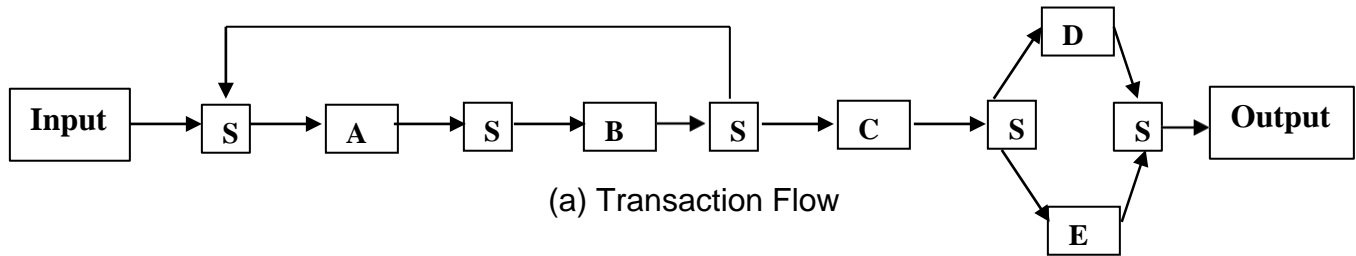 D
Input S A S B S C S S Output
E
(a) Transaction Flow